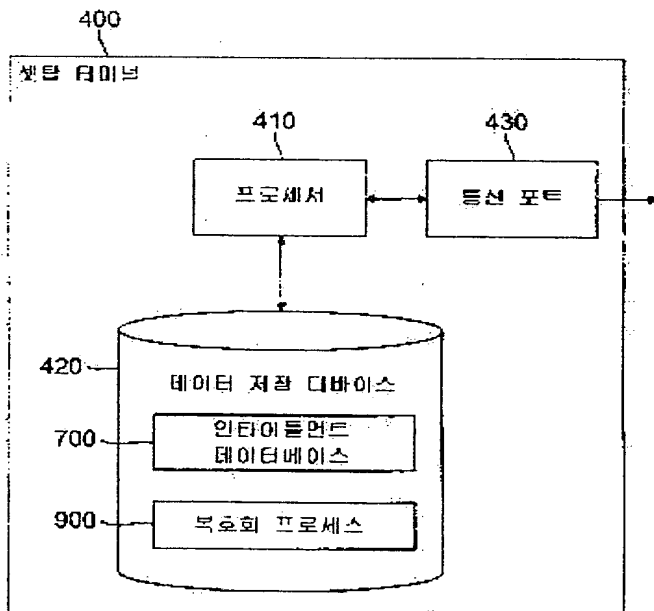 400
셋탑 터미널
410
430
프로세서
통신 포트
420
데이터 저장 디바이스
700
인타이틀먼트
데이터베이스
900
복호화 프로세스